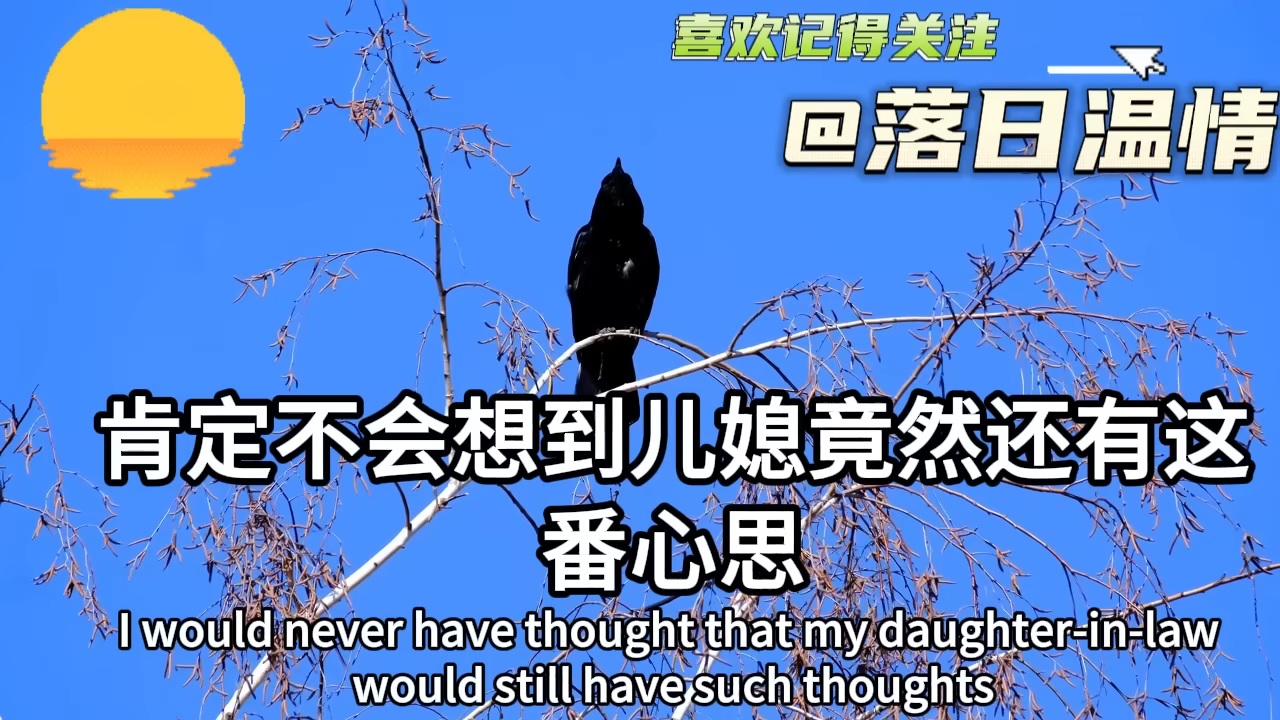 喜欢记得关注
@落日温情
肯定不会想到儿媳竟然还有这
番心思
I would never have thought that my daughter-in-law
would still have such thoughts